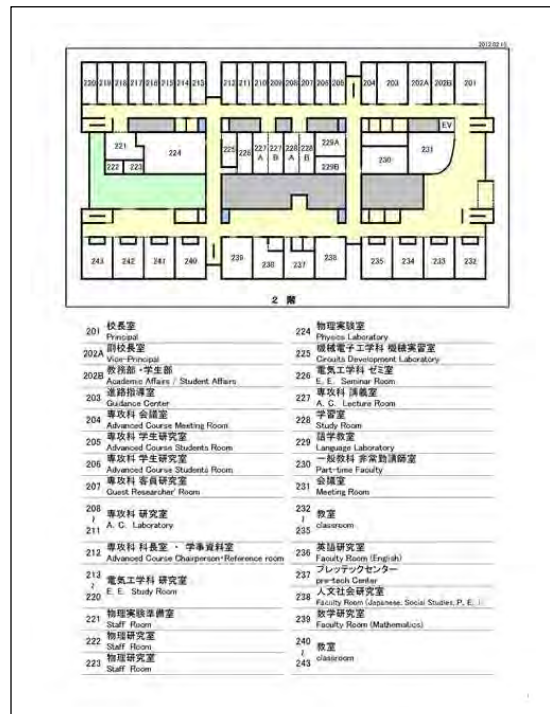 2012.02.15
220 219 218 217 216 215 214 213 212 211 210 209 208 207 206 205 204 203 202A 202B 201
EV
221 222 223 224 225 226 227 A 227 B 228 A 228 B 229A 229B 230 231
243 242 241 240 239 236 237 238 235 234 233 232
2 階
201 校長室
Principal
202A 副校長室
Vice-Principal
202B 教務部・学生部
Academic Affairs / Student Affairs
203 進路指導室
Guidance Center
204 専攻科 会議室
Advanced Course Meeting Room
205 専攻科 学生研究室
Advanced Course Students Room
206 専攻科 学生研究室
Advanced Course Students Room
207 専攻科 客員研究室
Guest Researcher' Room
208 ~ 211 専攻科 研究室
A. C. Laboratory
212 専攻科 科長室 ・ 学事資料室
Advanced Course Chairperson・Reference room
213 ~ 220 電気工学科 研究室
E. E. Study Room
221 物理実験準備室
Staff Room
222 物理研究室
Staff Room
223 物理研究室
Staff Room
224 物理実験室
Physics Laboratory
225 機械電子工学科 機械実習室
Circuits Development Laboratory
226 電気工学科 ゼミ室
E. E. Seminar Room
227 専攻科 講義室
A. C. Lecture Room
228 学習室
Study Room
229 語学教室
Language Laboratory
230 一般教科 非常勤講師室
Part-time Faculty
231 会議室
Meeting Room
232 ~ 235 教室
classroom
236 英語研究室
Faculty Room (English)
237 プレッテックセンター
pre-tech Center
238 人文社会研究室
Faculty Room (Japanese, Social Studies, P. E. )
239 数学研究室
Faculty Room (Mathematics)
240 ~ 243 教室
classroom